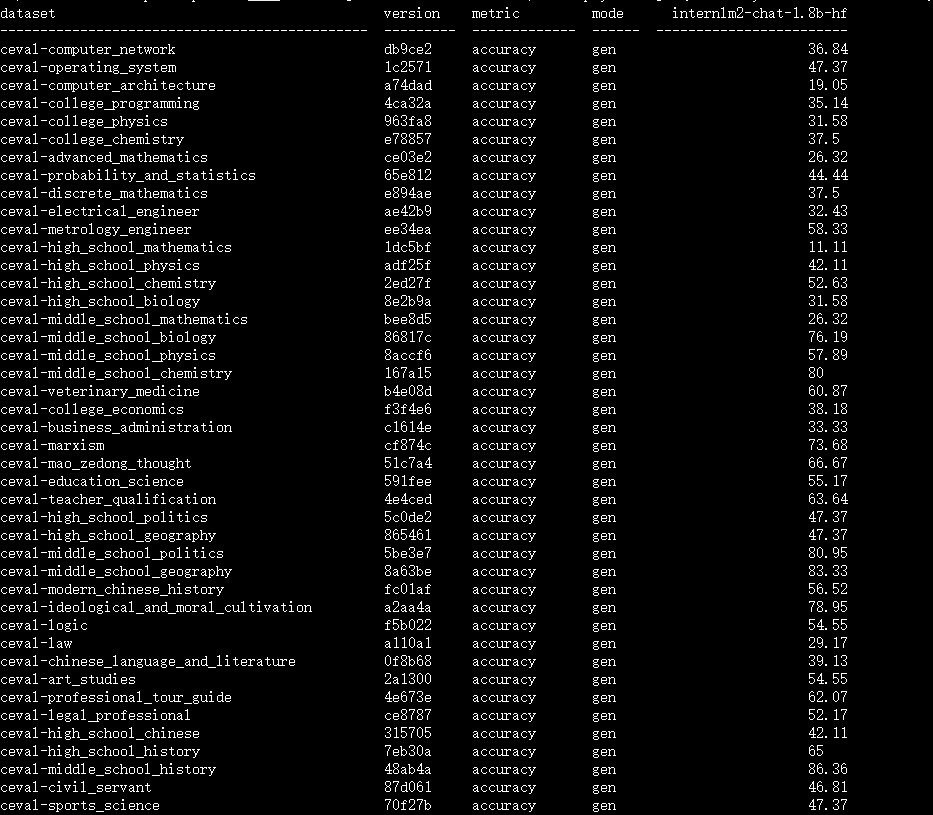 dataset version metric mode internlm2-chat-1.8b-hf
---------------------------------------------- --------- ------------- ------ ------------------------
ceval-computer_network db9ce2 accuracy gen 36.84
ceval-operating_system 1c2571 accuracy gen 47.37
ceval-computer_architecture a74dad accuracy gen 19.05
ceval-college_programming 4ca32a accuracy gen 35.14
ceval-college_physics 963fa8 accuracy gen 31.58
ceval-college_chemistry e78857 accuracy gen 37.5
ceval-advanced_mathematics ce03e2 accuracy gen 26.32
ceval-probability_and_statistics 65e812 accuracy gen 44.44
ceval-discrete_mathematics e894ae accuracy gen 37.5
ceval-electrical_engineer ae42b9 accuracy gen 32.43
ceval-metrology_engineer ee34ea accuracy gen 58.33
ceval-high_school_mathematics 1dc5bf accuracy gen 11.11
ceval-high_school_physics adf25f accuracy gen 42.11
ceval-high_school_chemistry 2ed27f accuracy gen 52.63
ceval-high_school_biology 8e2b9a accuracy gen 31.58
ceval-middle_school_mathematics bee8d5 accuracy gen 26.32
ceval-middle_school_biology 86817c accuracy gen 76.19
ceval-middle_school_physics 8accf6 accuracy gen 57.89
ceval-middle_school_chemistry 167a15 accuracy gen 80
ceval-veterinary_medicine b4e08d accuracy gen 60.87
ceval-college_economics f3f4e6 accuracy gen 38.18
ceval-business_administration c1614e accuracy gen 33.33
ceval-marxism cf874c accuracy gen 73.68
ceval-mao_zedong_thought 51c7a4 accuracy gen 66.67
ceval-education_science 591fee accuracy gen 55.17
ceval-teacher_qualification 4e4ced accuracy gen 63.64
ceval-high_school_politics 5c0de2 accuracy gen 47.37
ceval-high_school_geography 865461 accuracy gen 47.37
ceval-middle_school_politics 5be3e7 accuracy gen 80.95
ceval-middle_school_geography 8a63be accuracy gen 83.33
ceval-modern_chinese_history fc01af accuracy gen 56.52
ceval-ideological_and_moral_cultivation a2aa4a accuracy gen 78.95
ceval-logic f5b022 accuracy gen 54.55
ceval-law a110a1 accuracy gen 29.17
ceval-chinese_language_and_literature 0f8b68 accuracy gen 39.13
ceval-art_studies 2a1300 accuracy gen 54.55
ceval-professional_tour_guide 4e673e accuracy gen 62.07
ceval-legal_professional ce8787 accuracy gen 52.17
ceval-high_school_chinese 315705 accuracy gen 42.11
ceval-high_school_history 7eb30a accuracy gen 65
ceval-middle_school_history 48ab4a accuracy gen 86.36
ceval-civil_servant 87d061 accuracy gen 46.81
ceval-sports_science 70f27b accuracy gen 47.37